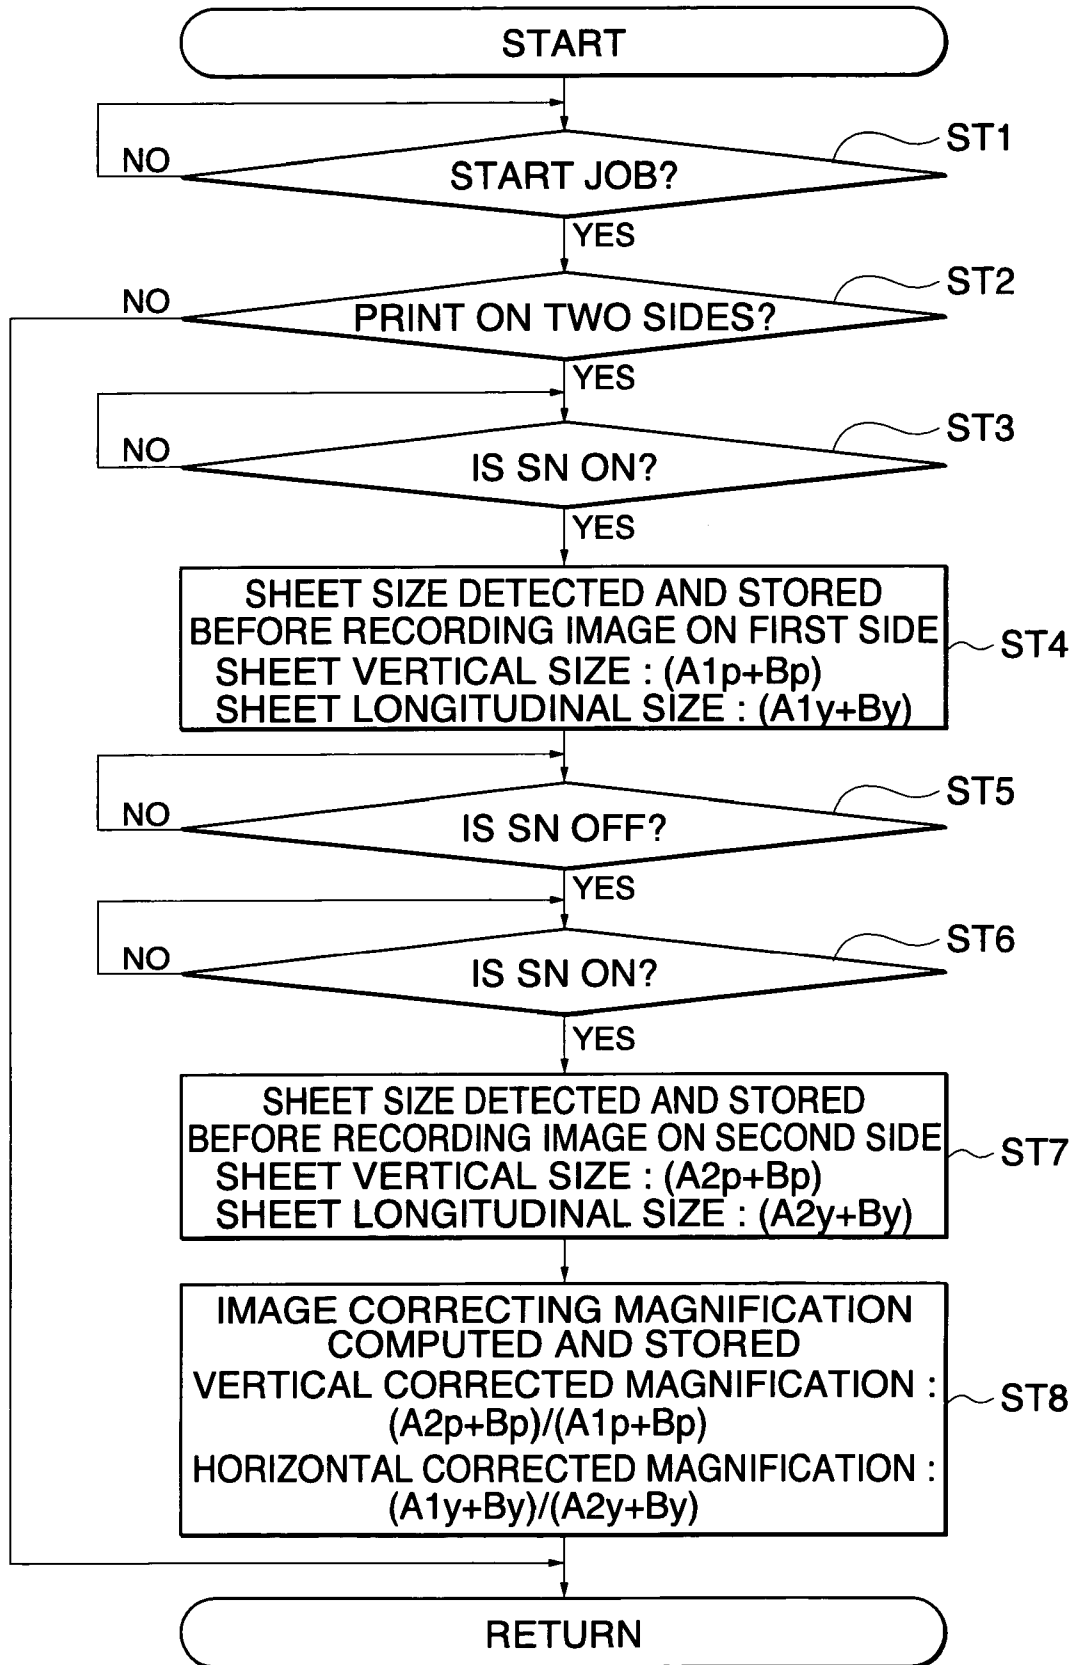 START
ST1
NO
START JOB?
YES
ST2
NO
PRINT ON TWO SIDES?
YES
ST3
NO
IS SN ON?
YES
SHEET SIZE DETECTED AND STORED
BEFORE RECORDING IMAGE ON FIRST SIDE
ST4
SHEET VERTICAL SIZE : (A1p+Bp)
SHEET LONGITUDINAL SIZE : (A1y+By)
ST5
NO
IS SN OFF?
YES
ST6
NO
IS SN ON?
YES
SHEET SIZE DETECTED AND STORED
BEFORE RECORDING IMAGE ON SECOND SIDE
ST7
SHEET VERTICAL SIZE : (A2p+Bp)
SHEET LONGITUDINAL SIZE : (A2y+By)
IMAGE CORRECTING MAGNIFICATION
COMPUTED AND STORED
VERTICAL CORRECTED MAGNIFICATION :
ST8
(A2p+Bp)/(A1p+Bp)
HORIZONTAL CORRECTED MAGNIFICATION :
(A1y+By)/(A2y+By)
RETURN